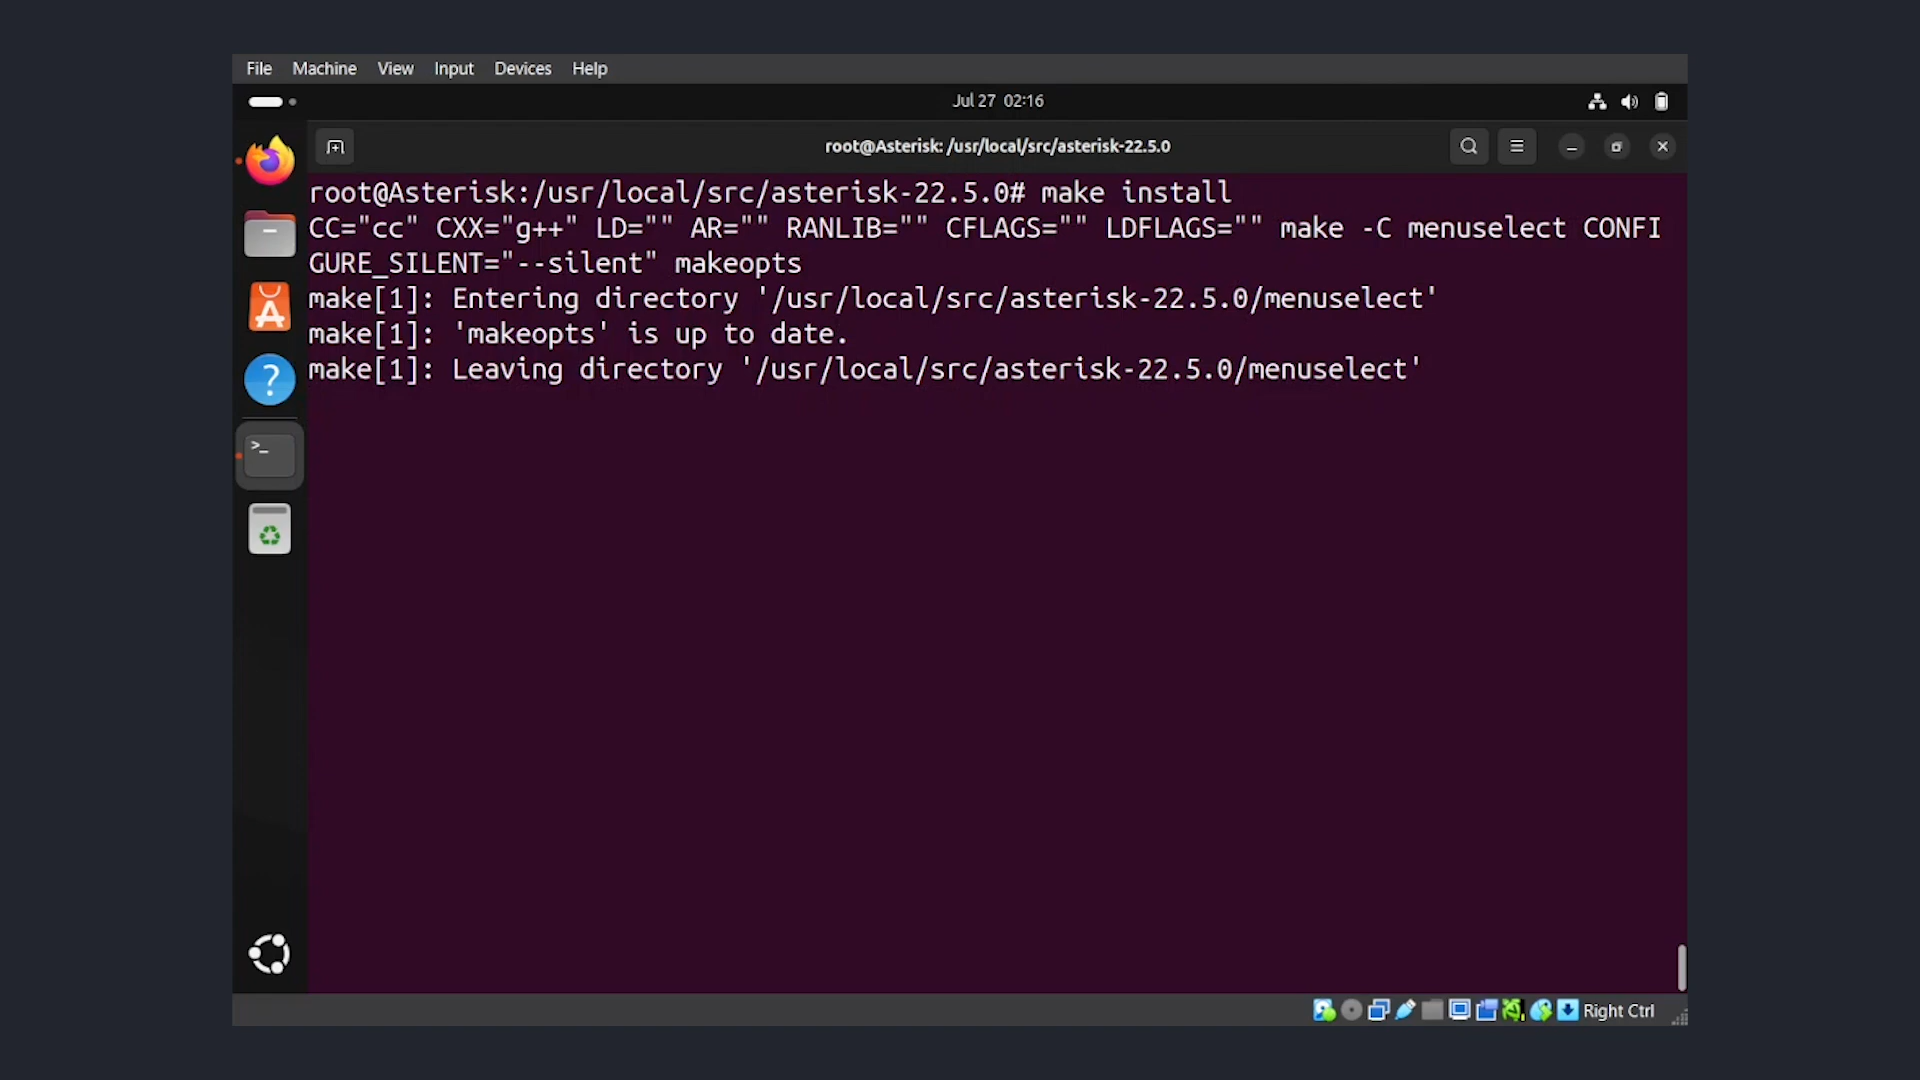 File Machine View Input Devices Help
Jul 27 02:16
root@Asterisk: /usr/local/src/asterisk-22.5.0
root@Asterisk:/usr/local/src/asterisk-22.5.0# make install
CC="cc" CXX="g++" LD="" AR="" RANLIB="" CFLAGS="" LDFLAGS="" make -C menuselect CONFI
GURE_SILENT="--silent" makeopts
make[1]: Entering directory '/usr/local/src/asterisk-22.5.0/menuselect'
make[1]: 'makeopts' is up to date.
make[1]: Leaving directory '/usr/local/src/asterisk-22.5.0/menuselect'
Right Ctrl